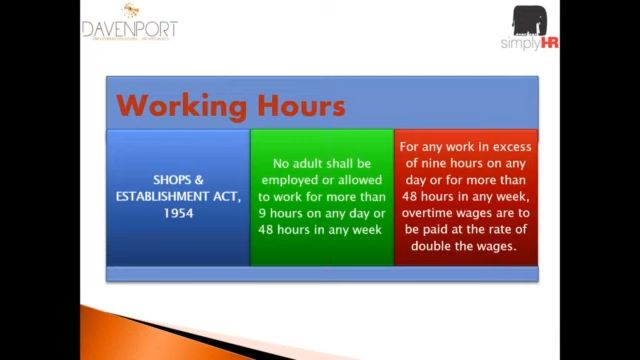 DAVENPORT
simplyHR
Working Hours
SHOPS &
ESTABLISHMENT ACT,
1954
No adult shall be
employed or allowed
to work for more than
9 hours on any day or
48 hours in any week
For any work in excess
of nine hours on any
day or for more than
48 hours in any week,
overtime wages are to
be paid at the rate of
double the wages.